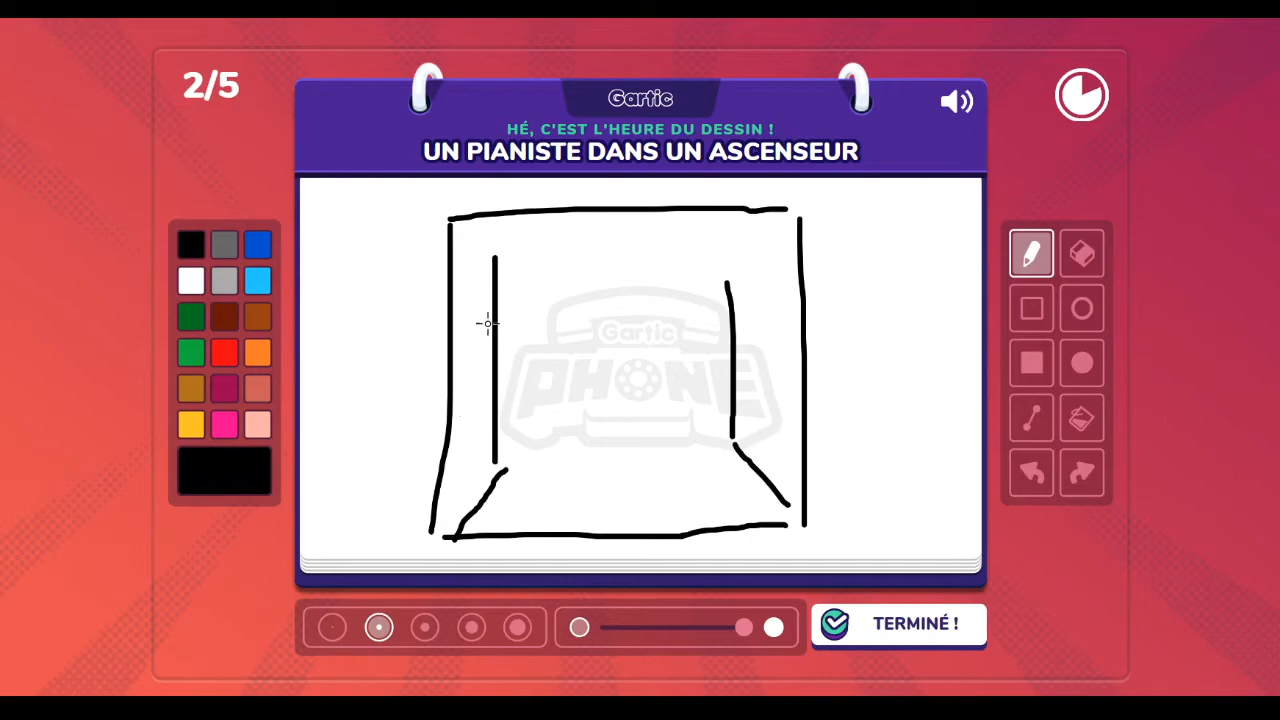 2/5
Gartic
HÉ, C'EST L'HEURE DU DESSIN !
UN PIANISTE DANS UN ASCENSEUR
Gartic
PHONE
TERMINÉ !